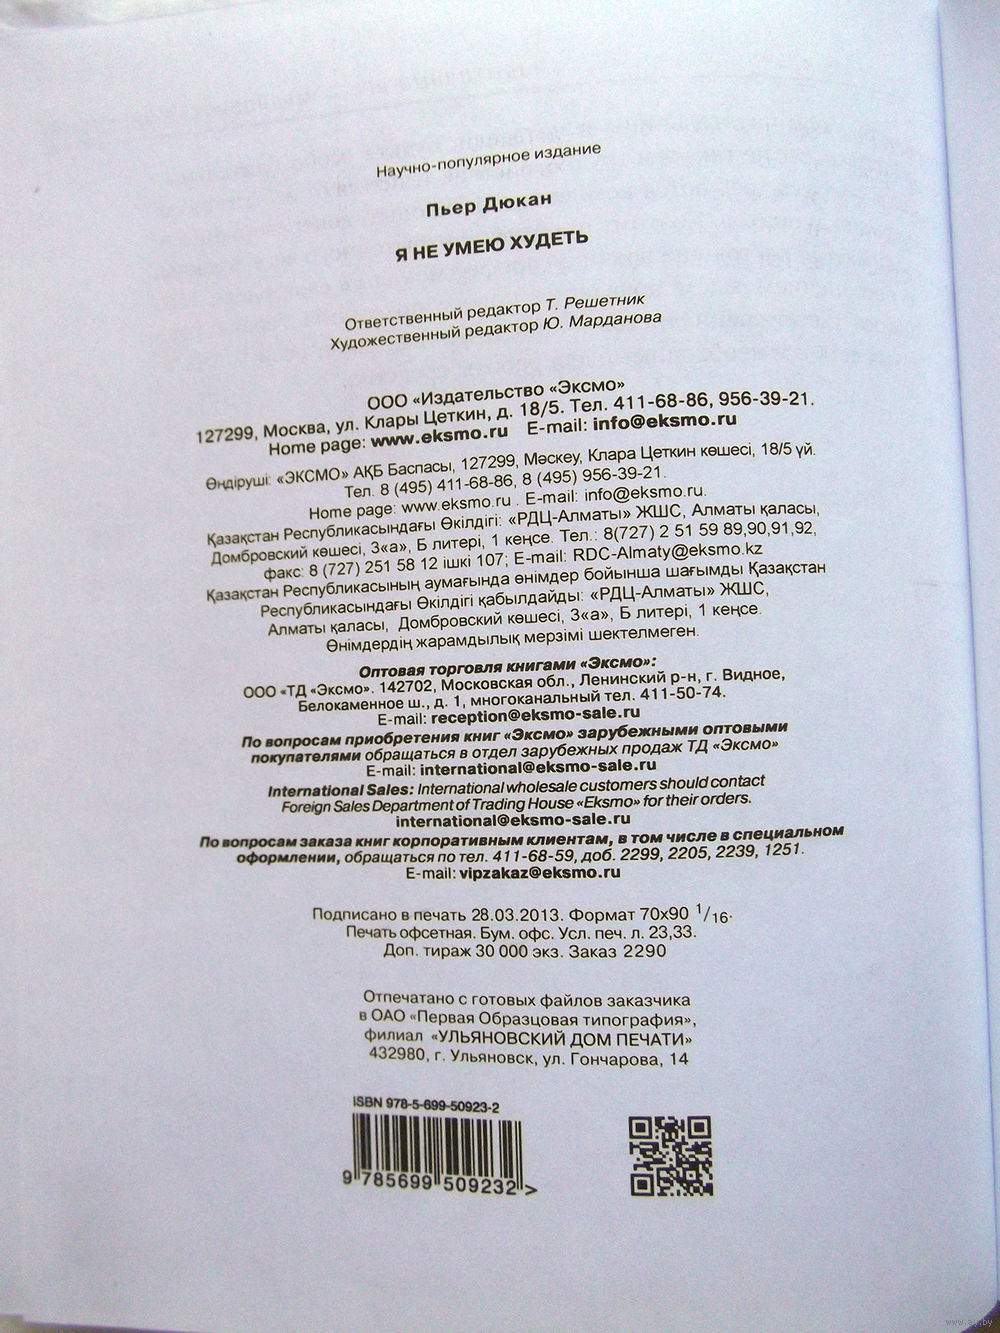 Научно-популярное издание
Пьер Дюкан
Я НЕ УМЕЮ ХУДЕТЬ
Ответственный редактор Т. Решетник
Художественный редактор Ю. Марданова
ООО «Издательство «Эксмо»
127299, Москва, ул. Клары Цеткин, д. 18/5. Тел. 411-68-86, 956-39-21.
Home page: www.eksmo.ru E-mail: info@eksmo.ru
Өндіруші: «ЭКСМО» АҚБ Баспасы, 127299, Мәскеу, Клара Цеткин көшесі, 18/5 үй.
Тел. 8 (495) 411-68-86, 8 (495) 956-39-21.
Home page: www.eksmo.ru . E-mail: info@eksmo.ru.
Қазақстан Республикасындағы Өкілдігі: «РДЦ-Алматы» ЖШС, Алматы қаласы,
Домбровский көшесі, 3«а», Б литері, 1 кеңсе. Тел.: 8(727) 2 51 59 89,90,91,92,
факс: 8 (727) 251 58 12 ішкі 107; E-mail: RDC-Almaty@eksmo.kz
Қазақстан Республикасының аумағында өнімдер бойынша шағымды Қазақстан
Республикасындағы Өкілдігі қабылдайды: «РДЦ-Алматы» ЖШС,
Алматы қаласы, Домбровский көшесі, 3«а», Б литері, 1 кеңсе.
Өнімдердің жарамдылық мерзімі шектелмеген.
Оптовая торговля книгами «Эксмо»:
ООО «ТД «Эксмо». 142702, Московская обл., Ленинский р-н, г. Видное,
Белокаменное ш., д. 1, многоканальный тел. 411-50-74.
E-mail: reception@eksmo-sale.ru
По вопросам приобретения книг «Эксмо» зарубежными оптовыми
покупателями обращаться в отдел зарубежных продаж ТД «Эксмо»
E-mail: international@eksmo-sale.ru
International Sales: International wholesale customers should contact
Foreign Sales Department of Trading House «Eksmo» for their orders.
international@eksmo-sale.ru
По вопросам заказа книг корпоративным клиентам, в том числе в специальном
оформлении, обращаться по тел. 411-68-59, доб. 2299, 2205, 2239, 1251.
E-mail: vipzakaz@eksmo.ru
Подписано в печать 28.03.2013. Формат 70x90 1/16.
Печать офсетная. Бум. офс. Усл. печ. л. 23,33.
Доп. тираж 30 000 экз. Заказ 2290
Отпечатано с готовых файлов заказчика
в ОАО «Первая Образцовая типография»,
филиал «УЛЬЯНОВСКИЙ ДОМ ПЕЧАТИ»
432980, г. Ульяновск, ул. Гончарова, 14
ISBN 978-5-699-50923-2
9 785699 509232 >
www.ay.by